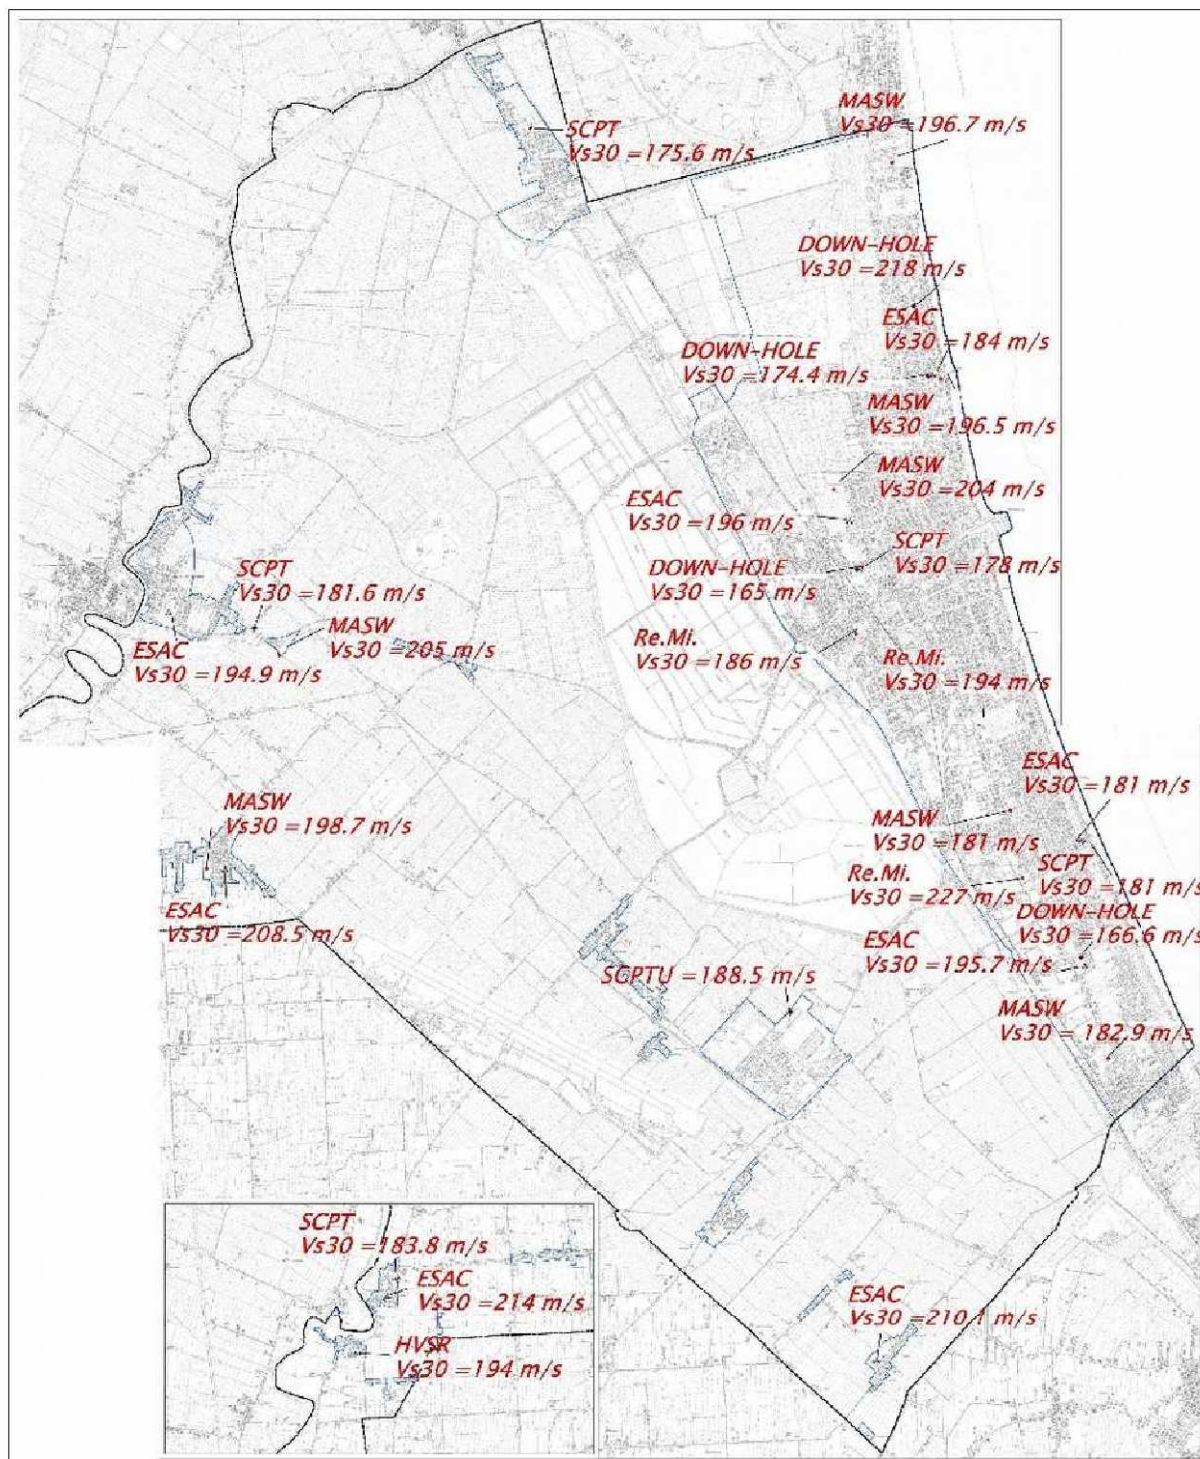 MASW
Vs30 =196.7 m/s
SCPT
Vs30 =175.6 m/s
DOWN-HOLE
Vs30 =218 m/s
ESAC
Vs30 =184 m/s
DOWN-HOLE
Vs30 =174.4 m/s
MASW
Vs30 =196.5 m/s
MASW
Vs30 =204 m/s
ESAC
Vs30 =196 m/s
SCPT
Vs30 =178 m/s
DOWN-HOLE
Vs30 =165 m/s
SCPT
Vs30 =181.6 m/s
MASW
Vs30 =205 m/s
ESAC
Vs30 =194.9 m/s
Re.Mi.
Vs30 =186 m/s
Re.Mi.
Vs30 =194 m/s
ESAC
Vs30 =181 m/s
MASW
Vs30 =198.7 m/s
MASW
Vs30 =181 m/s
SCPT
Vs30 =181 m/s
Re.Mi.
Vs30 =227 m/s
DOWN-HOLE
Vs30 =166.6 m/s
ESAC
Vs30 =208.5 m/s
ESAC
Vs30 =195.7 m/s
SCPTU =188.5 m/s
MASW
Vs30 =182.9 m/s
SCPT
Vs30 =183.8 m/s
ESAC
Vs30 =214 m/s
HVSR
Vs30 =194 m/s
ESAC
Vs30 =210.1 m/s